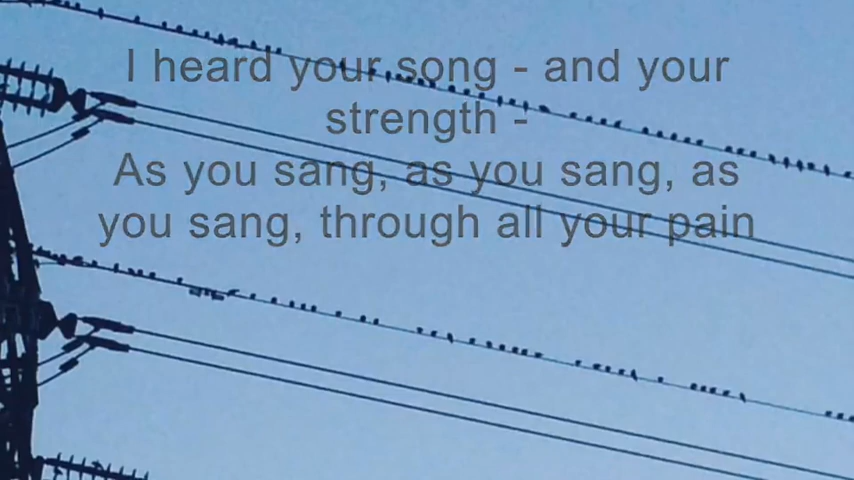 I heard your song - and your
strength -
As you sang, as you sang, as
you sang, through all your pain